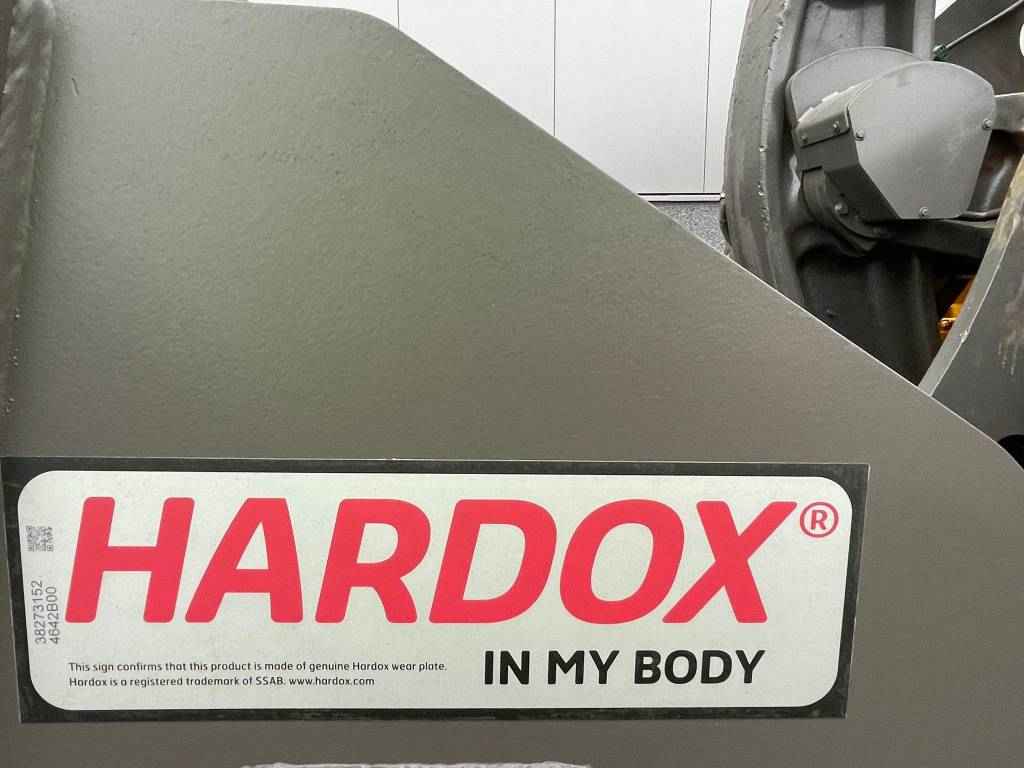 HARDOX®
38273152
4642B00
This sign confirms that this product is made of genuine Hardox wear plate.
Hardox is a registered trademark of SSAB. www.hardox.com
IN MY BODY